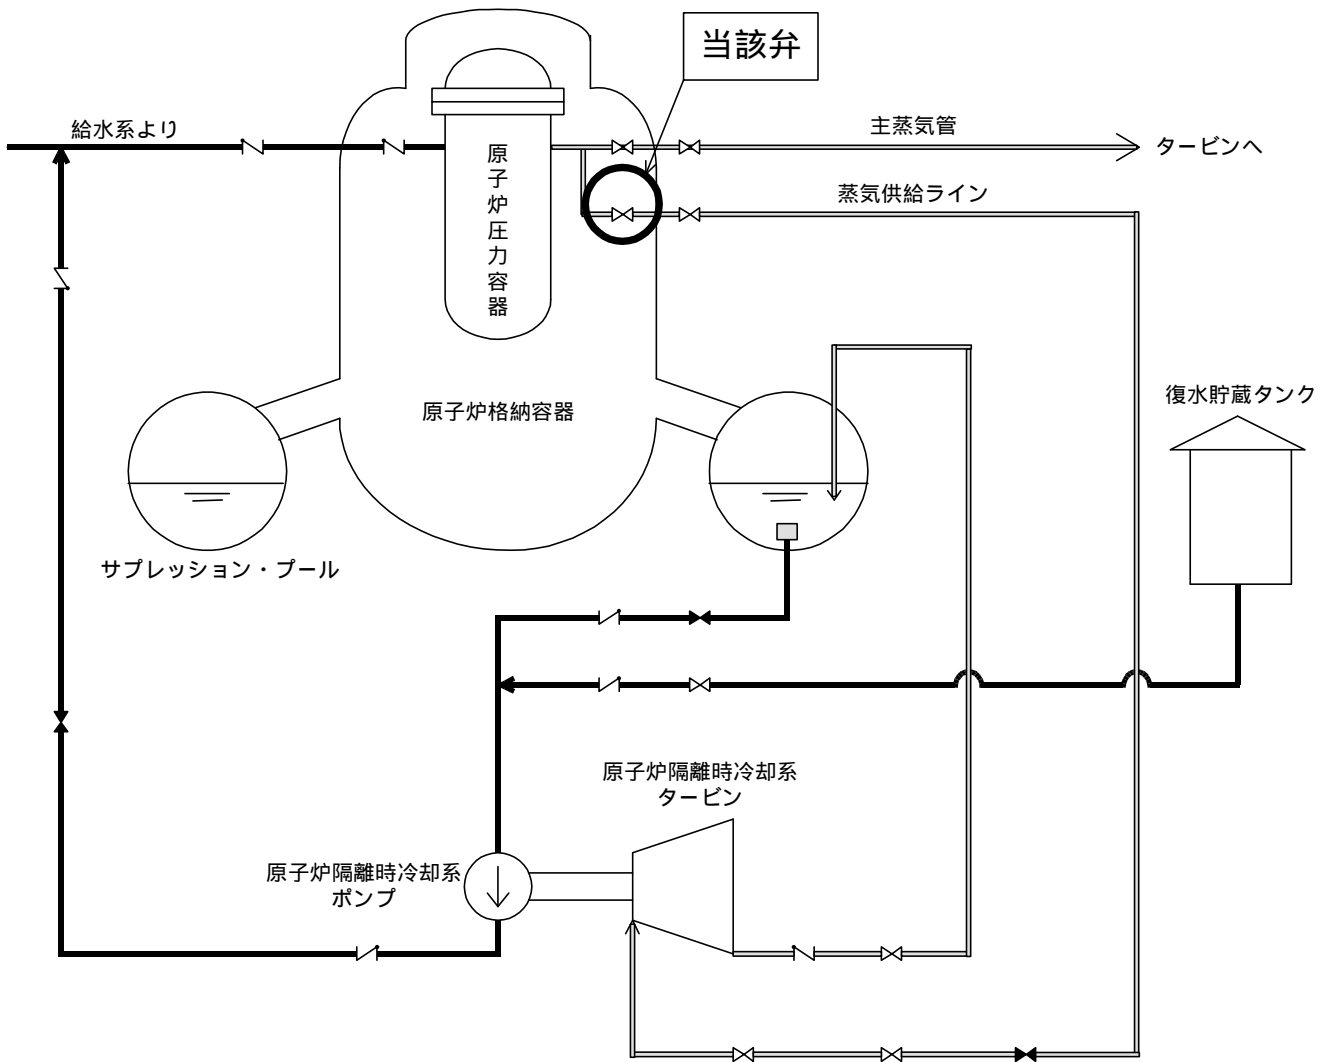 当該弁
給水系より
主蒸気管
タービンへ
蒸気供給ライン
原子炉圧力容器
原子炉格納容器
復水貯蔵タンク
サプレッション・プール
原子炉隔離時冷却系
タービン
原子炉隔離時冷却系
ポンプ